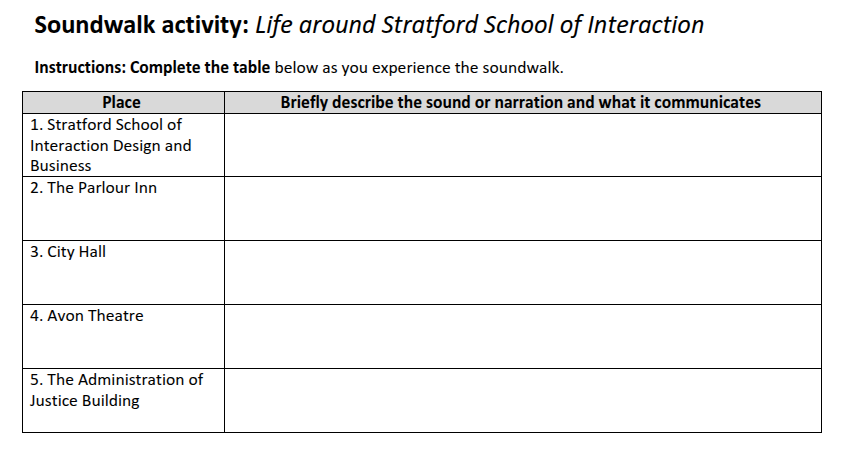 Soundwalk activity: Life around Stratford School of Interaction
Instructions: Complete the table below as you experience the soundwalk.
Place Briefly describe the sound or narration and what it communicates
1. Stratford School of
Interaction Design and
Business
2. The Parlour Inn
3. City Hall
4. Avon Theatre
5. The Administration of
Justice Building